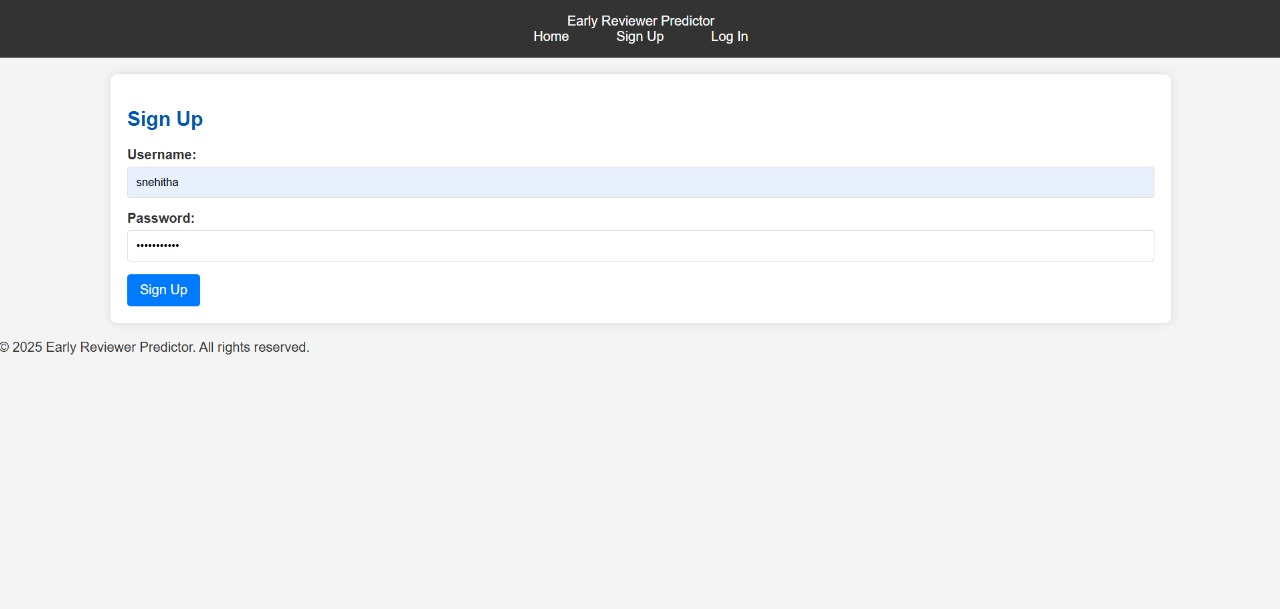 Early Reviewer Predictor
Home Sign Up Log In
Sign Up
Username:
snehitha
Password:
•••••••••••
Sign Up
© 2025 Early Reviewer Predictor. All rights reserved.